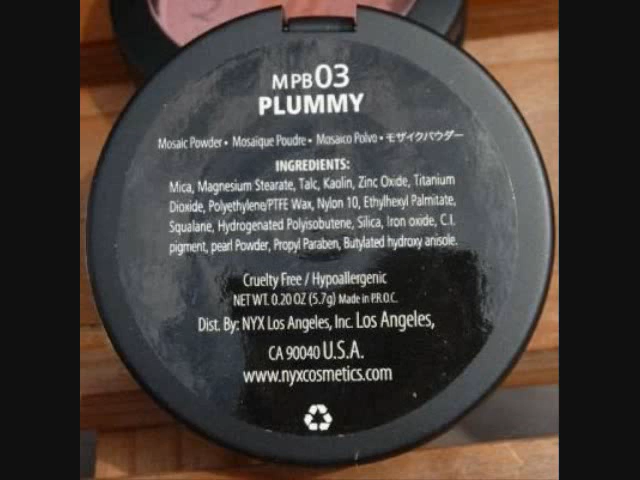 MPB03
PLUMMY
Mosaic Powder • Mosaïque Poudre • Mosaico Polvo • モザイクパウダー
INGREDIENTS:
Mica, Magnesium Stearate, Talc, Kaolin, Zinc Oxide, Titanium
Dioxide, Polyethylene/PTFE Wax, Nylon 10, Ethylhexyl Palmitate,
Squalane, Hydrogenated Polyisobutene, Silica, Iron oxide, C.I.
pigment, pearl Powder, Propyl Paraben, Butylated hydroxy anisole.
Cruelty Free / Hypoallergenic
NET WT. 0.20 OZ (5.7g) Made in P.R.O.C.
Dist. By: NYX Los Angeles, Inc. Los Angeles,
CA 90040 U.S.A.
www.nyxcosmetics.com